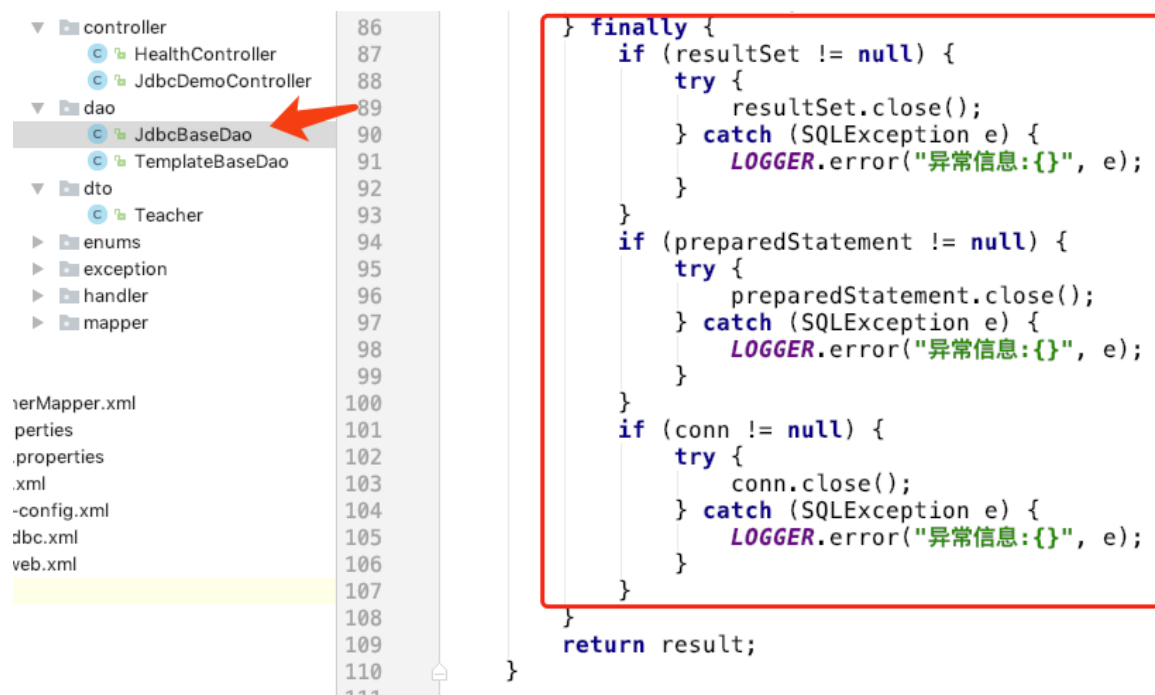 controller
HealthController
JdbcDemoController
dao
JdbcBaseDao
TemplateBaseDao
dto
Teacher
enums
exception
handler
mapper
nerMapper.xml
perties
.properties
.xml
-config.xml
dbc.xml
web.xml
86 } finally {
87 if (resultSet != null) {
88 try {
89 resultSet.close();
90 } catch (SQLException e) {
91 LOGGER.error("异常信息:{}", e);
92 }
93 }
94 if (preparedStatement != null) {
95 try {
96 preparedStatement.close();
97 } catch (SQLException e) {
98 LOGGER.error("异常信息:{}", e);
99 }
100 }
101 if (conn != null) {
102 try {
103 conn.close();
104 } catch (SQLException e) {
105 LOGGER.error("异常信息:{}", e);
106 }
107 }
108 }
109 return result;
110 }